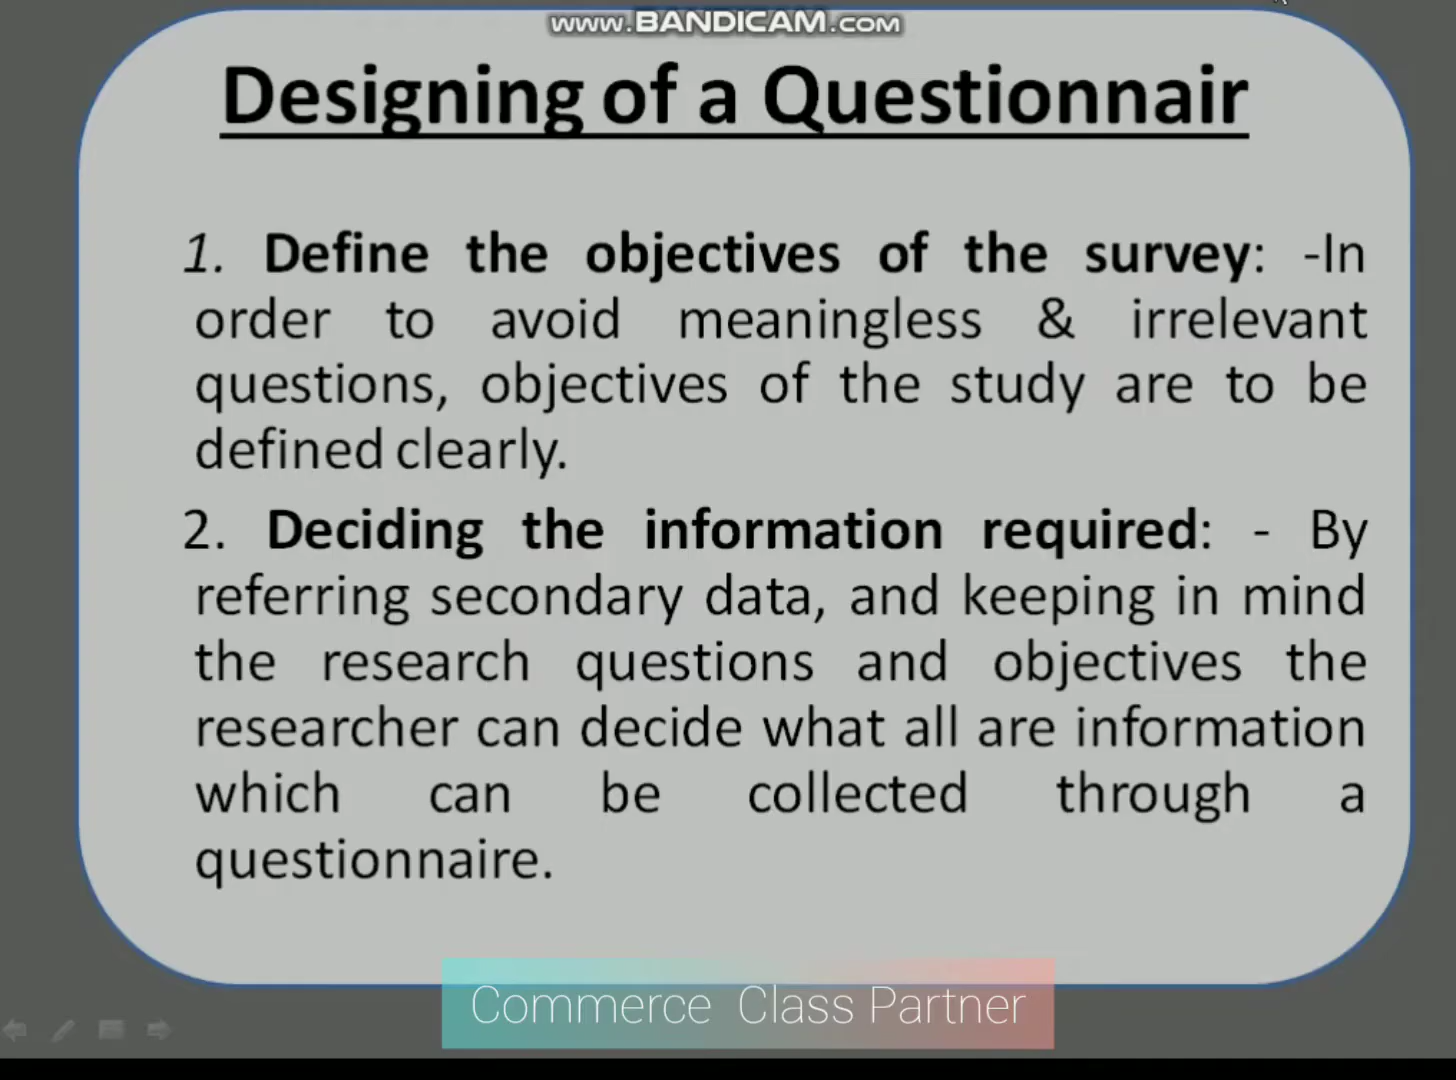 www.BANDICAM.com
Designing of a Questionnair
1. Define the objectives of the survey: -In
order to avoid meaningless & irrelevant
questions, objectives of the study are to be
defined clearly.
2. Deciding the information required: - By
referring secondary data, and keeping in mind
the research questions and objectives the
researcher can decide what all are information
which can be collected through a
questionnaire.
Commerce Class Partner